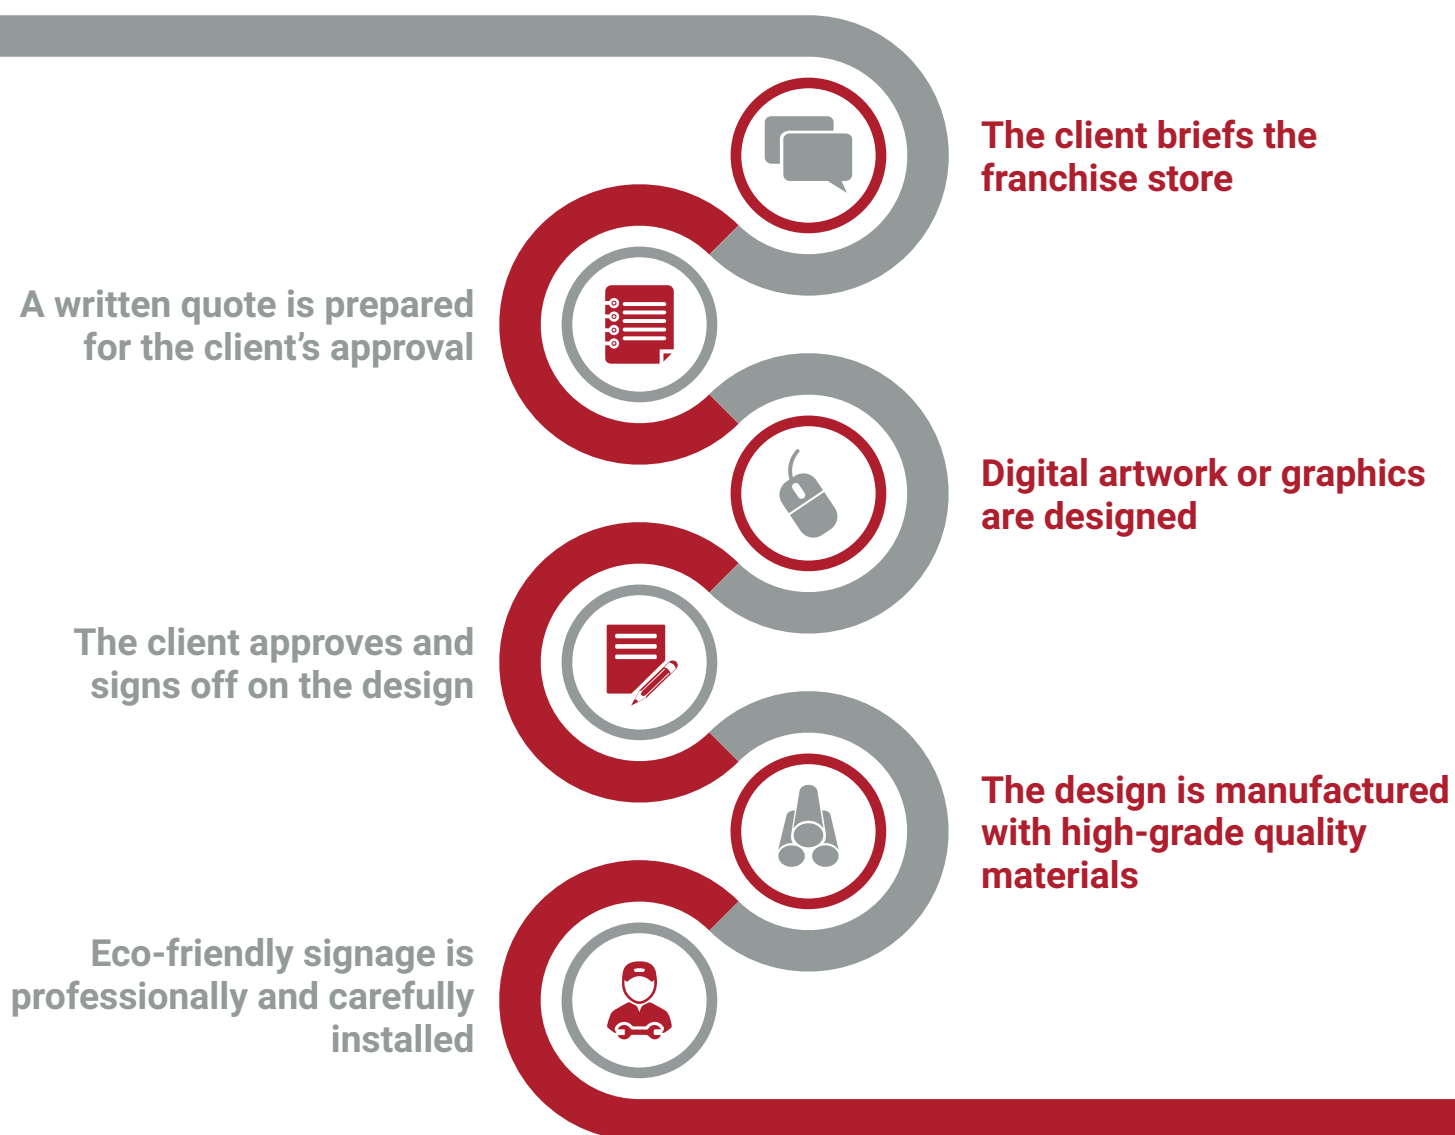 The client briefs the
franchise store
A written quote is prepared
for the client’s approval
Digital artwork or graphics
are designed
The client approves and
signs off on the design
The design is manufactured
with high-grade quality
materials
Eco-friendly signage is
professionally and carefully
installed